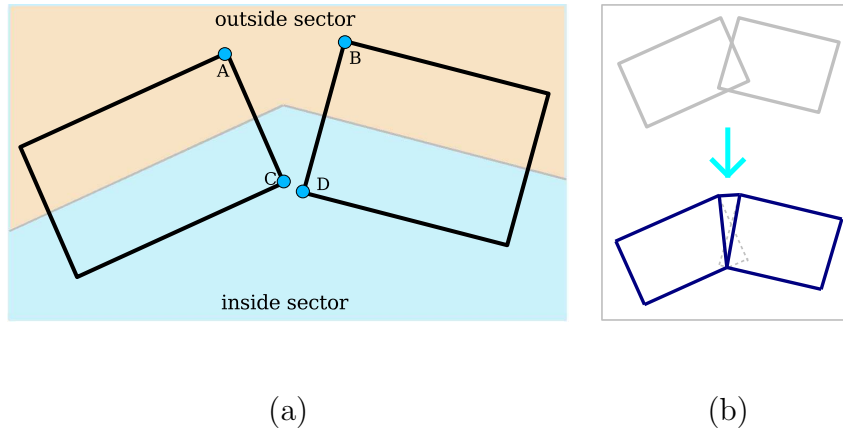 outside sector
A
B
C
D
inside sector
(a)
(b)